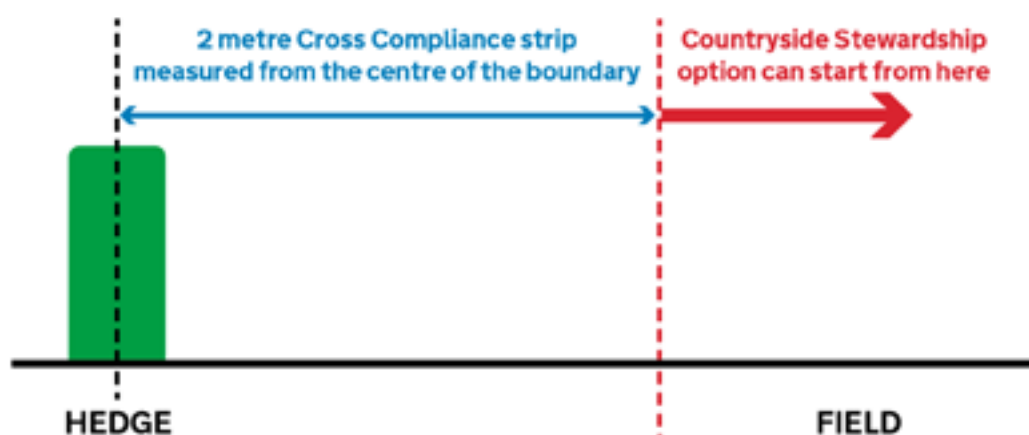 2 metre Cross Compliance strip
measured from the centre of the boundary
Countryside Stewardship
option can start from here
HEDGE
FIELD